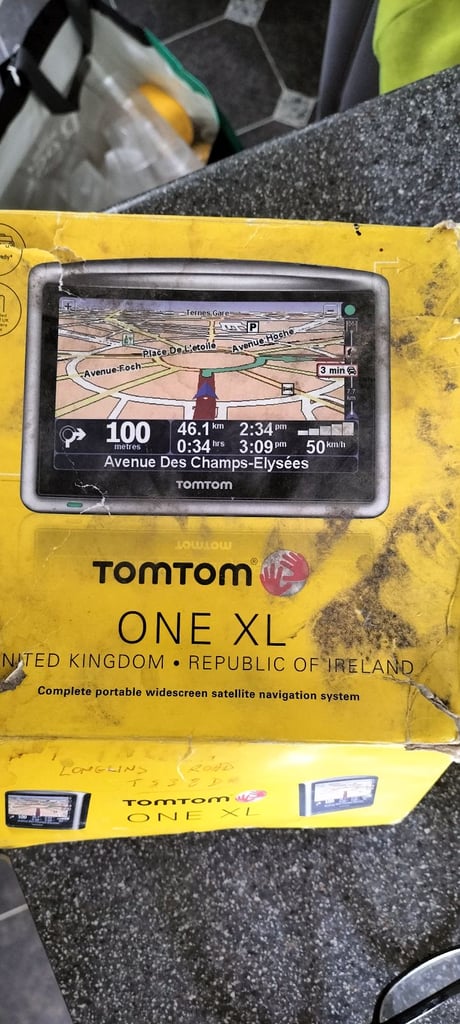 Ternes Gare
P
Place De L'etoile
Avenue Hoche
Avenue Foch
3 min
100
metres
46.1 km
2:34 pm
0:34 hrs
3:09 pm
50 km/h
Avenue Des Champs-Elysées
TOMTOM
TOMTOM®
ONE XL
UNITED KINGDOM • REPUBLIC OF IRELAND
Complete portable widescreen satellite navigation system
ROAD
TOMTOM
ONE XL